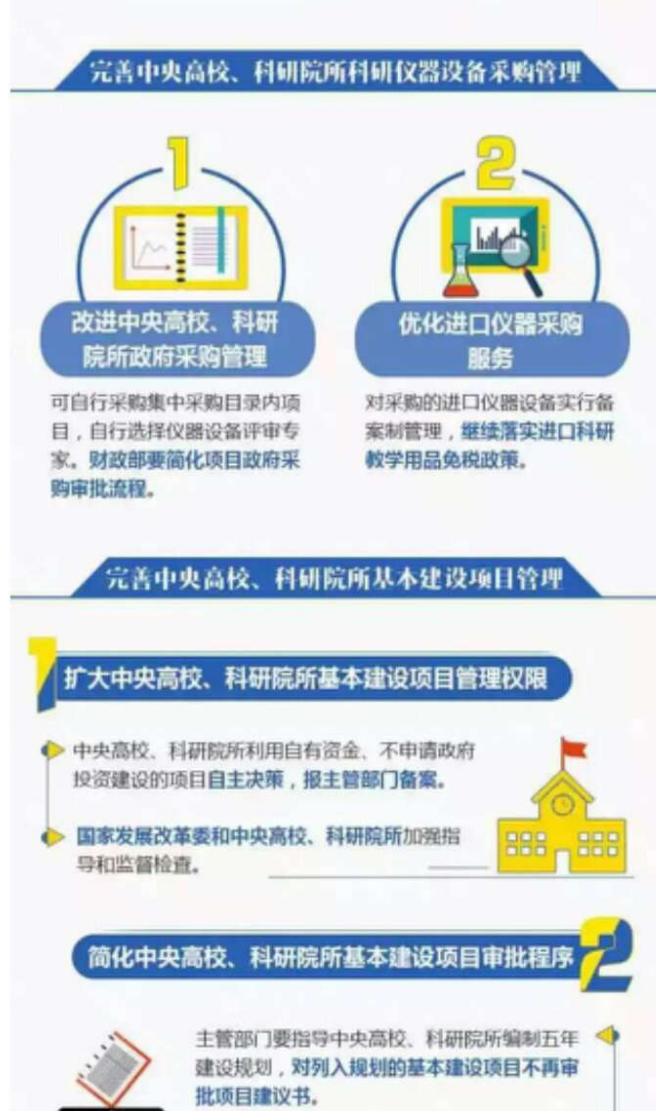 完善中央高校、科研院所科研仪器设备采购管理
1
改进中央高校、科研
院所政府采购管理
可自行采购集中采购目录内项
目，自行选择仪器设备评审专
家。财政部要简化项目政府采
购审批流程。
2
优化进口仪器采购
服务
对采购的进口仪器设备实行备
案制管理，继续落实进口科研
教学用品免税政策。
完善中央高校、科研院所基本建设项目管理
1
扩大中央高校、科研院所基本建设项目管理权限
中央高校、科研院所利用自有资金、不申请政府
投资建设的项目自主决策，报主管部门备案。
国家发展改革委和中央高校、科研院所加强指
导和监督检查。
简化中央高校、科研院所基本建设项目审批程序
2
主管部门要指导中央高校、科研院所编制五年
建设规划，对列入规划的基本建设项目不再审
批项目建议书。